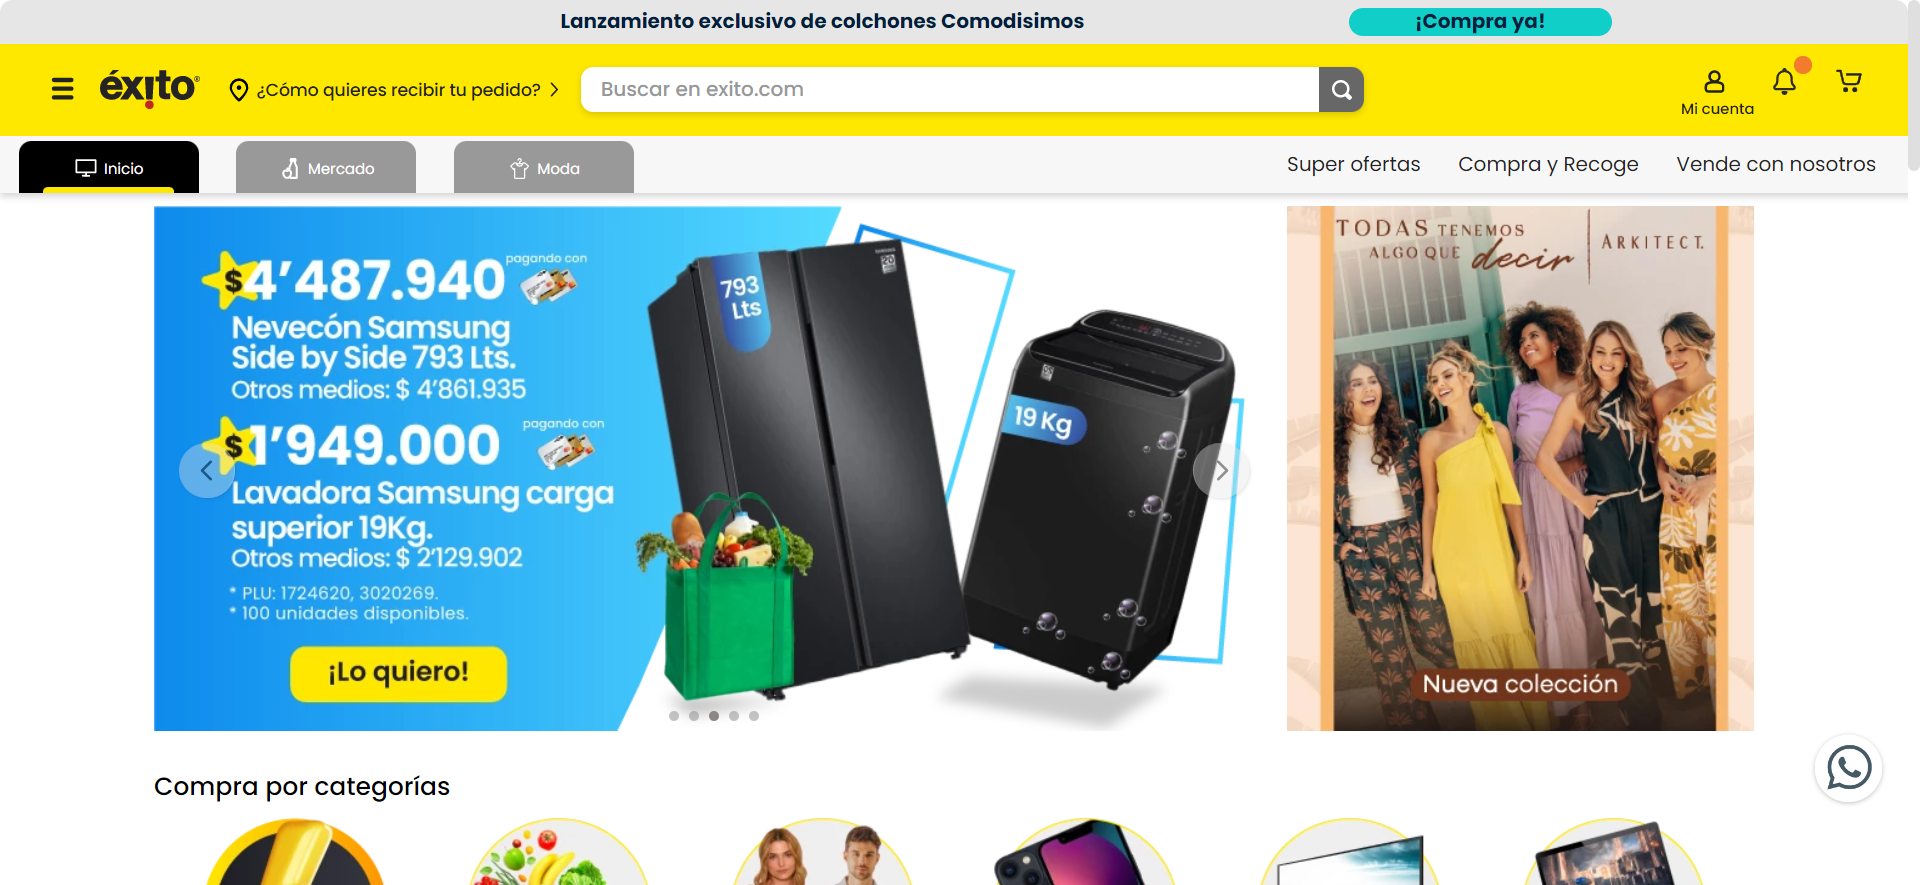 Lanzamiento exclusivo de colchones Comodisimos
¡Compra ya!
éxito
¿Cómo quieres recibir tu pedido?
Buscar en exito.com
Mi cuenta
Inicio
Mercado
Moda
Super ofertas
Compra y Recoge
Vende con nosotros
$4'487.940
pagando con
Nevecón Samsung
Side by Side 793 Lts.
Otros medios: $ 4'861.935
$1'949.000
pagando con
Lavadora Samsung carga
superior 19Kg.
Otros medios: $ 2'129.902
* PLU: 1724620, 3020269.
* 100 unidades disponibles.
¡Lo quiero!
793
Lts
20
19 Kg
TODAS TENEMOS
ALGO QUE decir
ARKITECT.
Nueva colección
Compra por categorías